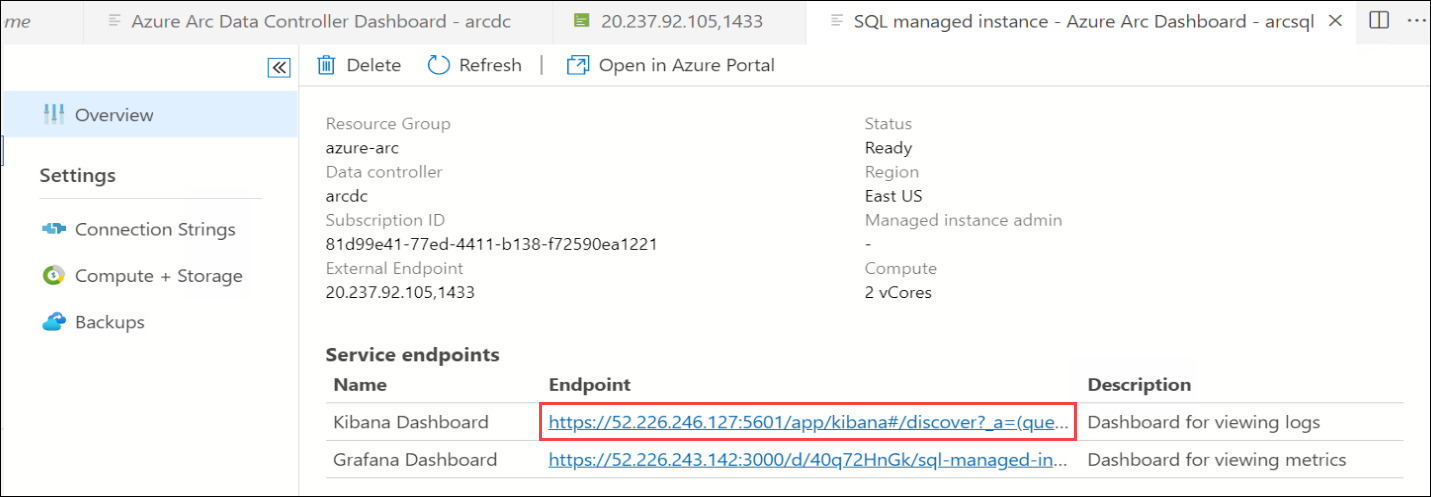 me
Azure Arc Data Controller Dashboard - arcdc
20.237.92.105,1433
SQL managed instance - Azure Arc Dashboard - arcsql
Delete
Refresh
Open in Azure Portal
Overview
Settings
Connection Strings
Compute + Storage
Backups
Resource Group
azure-arc
Data controller
arcdc
Subscription ID
81d99e41-77ed-4411-b138-f72590ea1221
External Endpoint
20.237.92.105,1433
Status
Ready
Region
East US
Managed instance admin
-
Compute
2 vCores
Service endpoints
Name Endpoint Description
Kibana Dashboard https://52.226.246.127:5601/app/kibana#/discover?_a=(que... Dashboard for viewing logs
Grafana Dashboard https://52.226.243.142:3000/d/40q72HnGk/sql-managed-in... Dashboard for viewing metrics